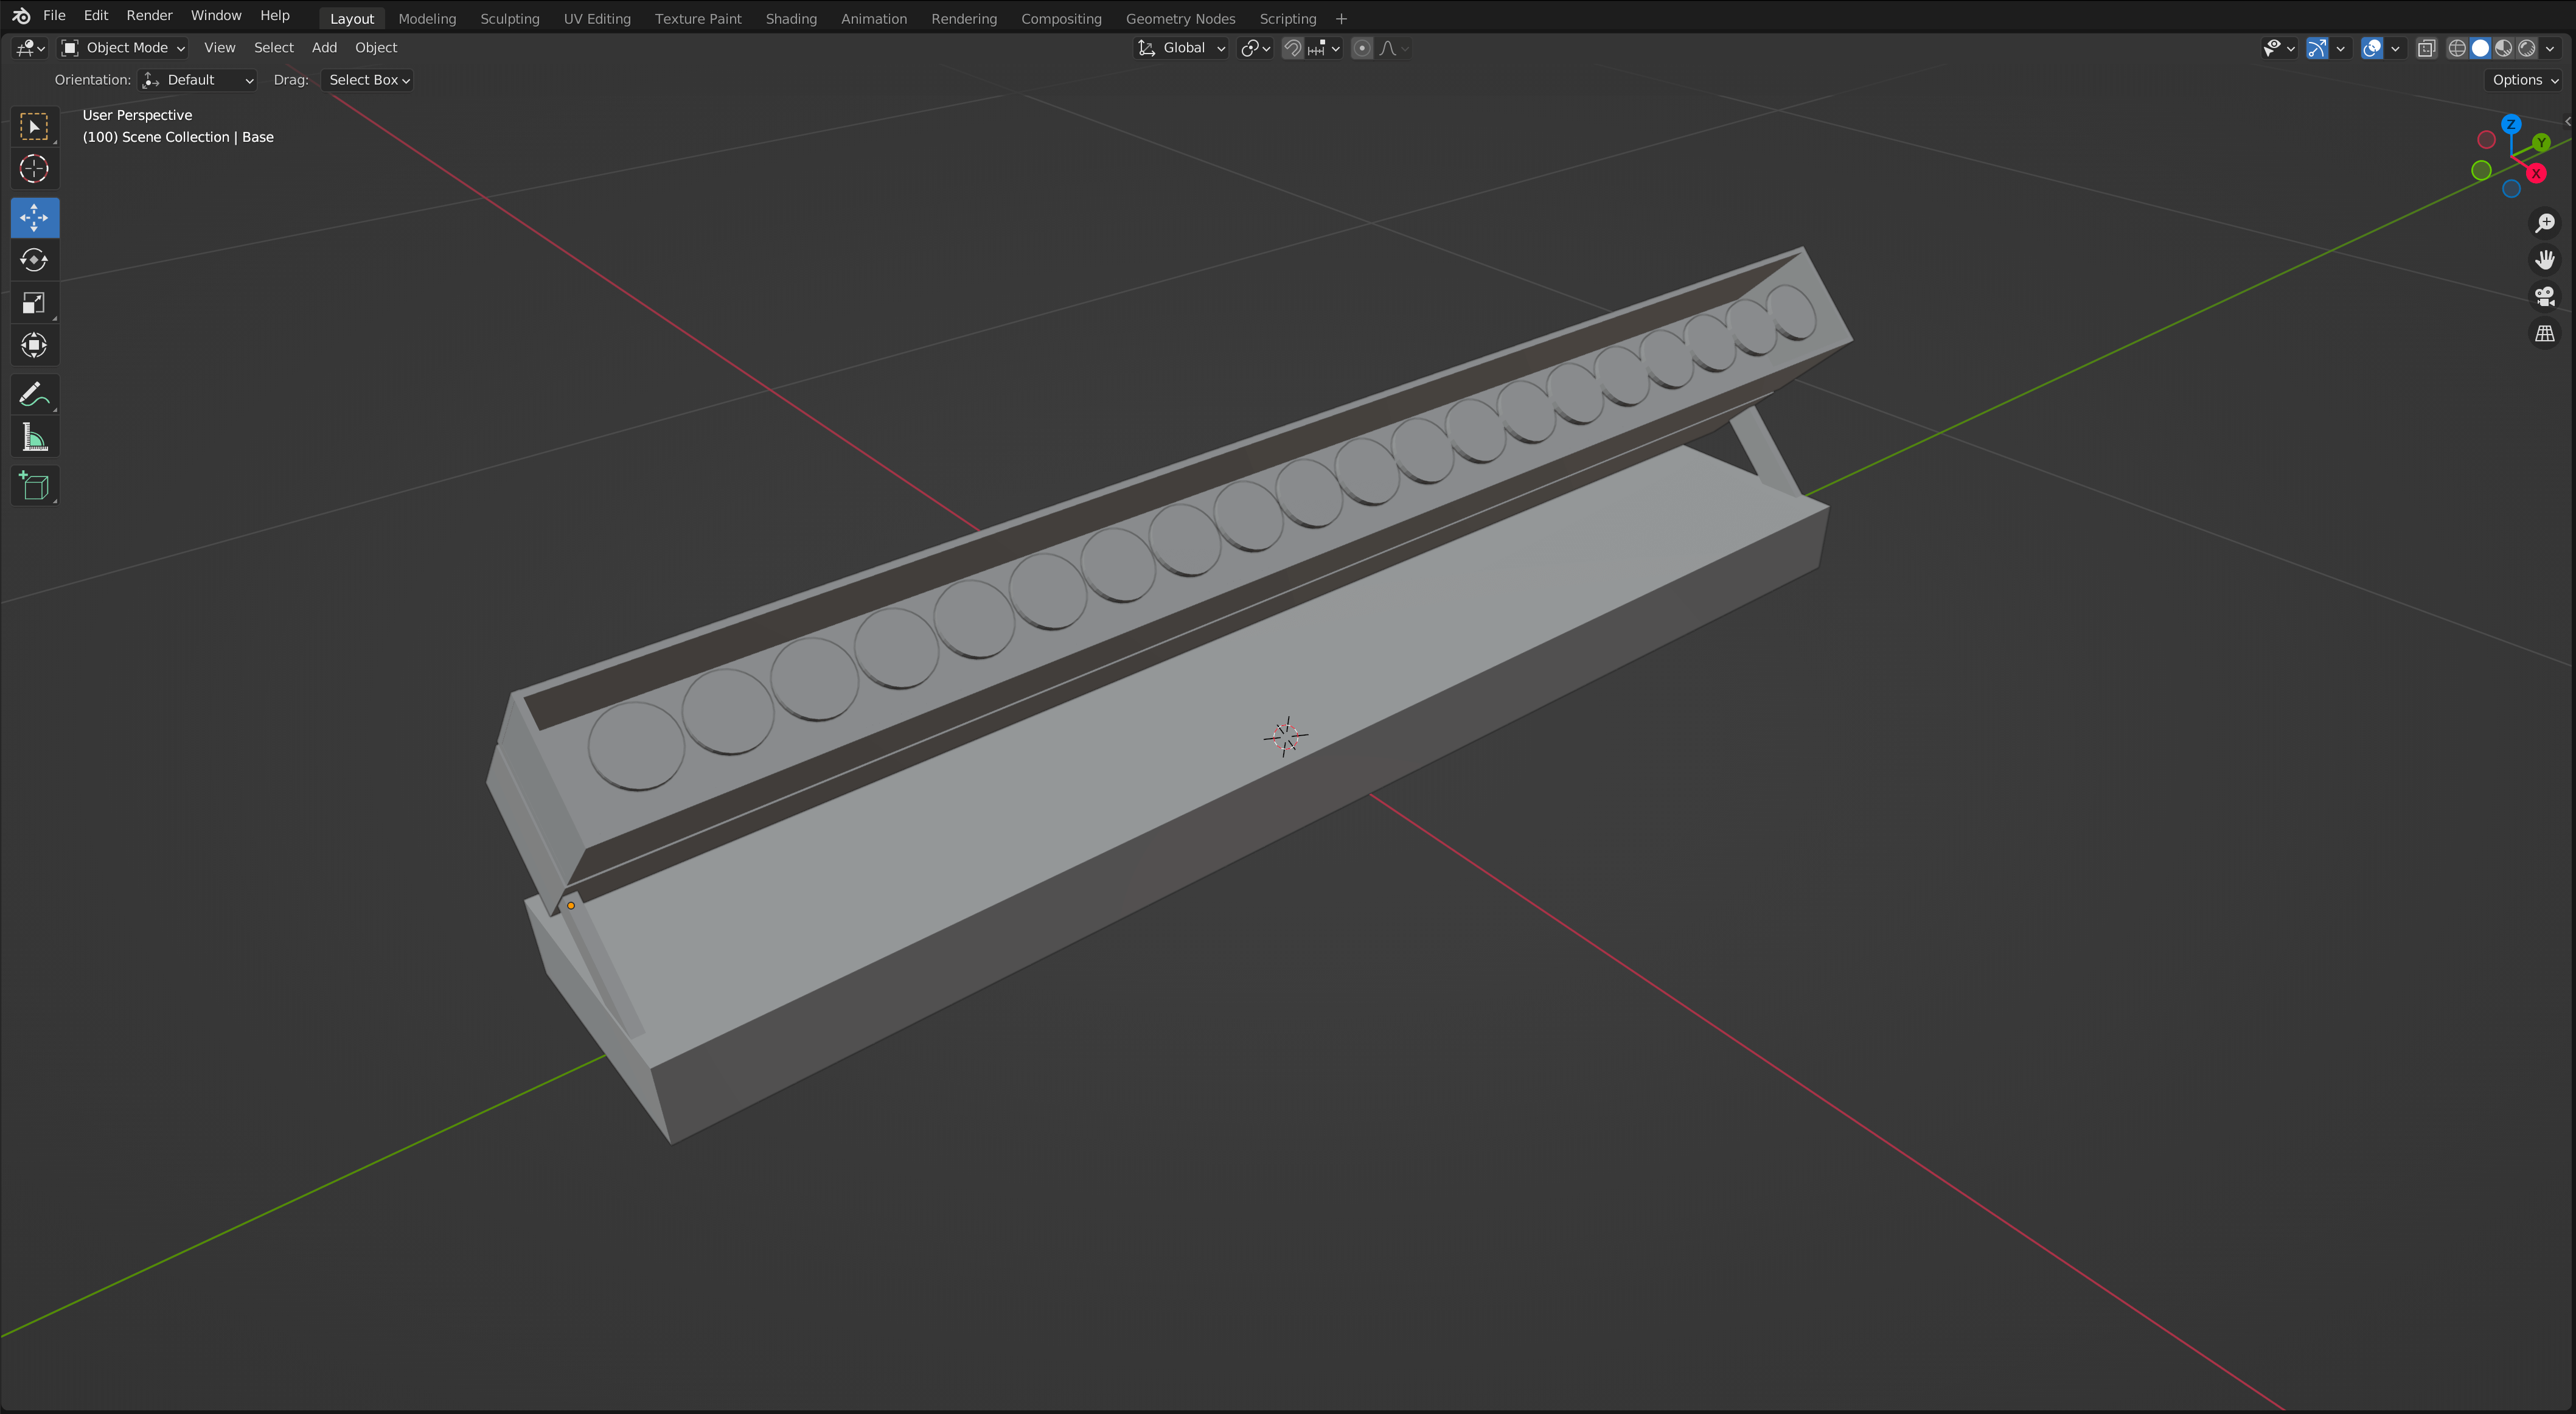 File Edit Render Window Help Layout Modeling Sculpting UV Editing Texture Paint Shading Animation Rendering Compositing Geometry Nodes Scripting +
Object Mode View Select Add Object Global
Orientation: Default Drag: Select Box Options
User Perspective
(100) Scene Collection | Base
Z
Y
X